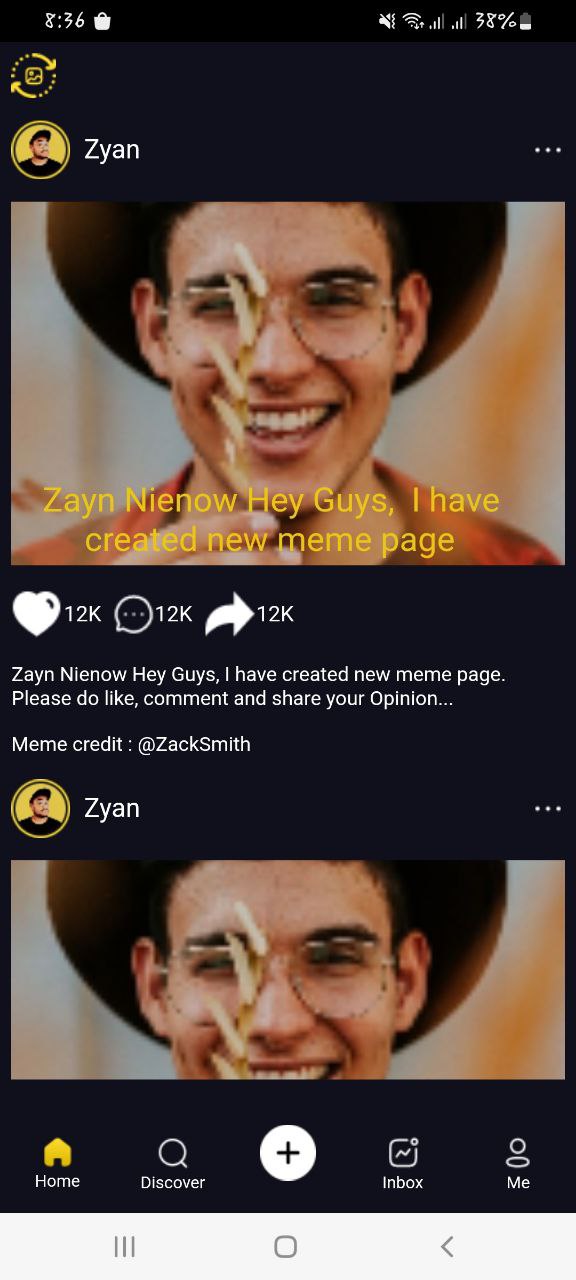 8:36
38%
Zyan
Zayn Nienow Hey Guys,  I have
created new meme page
12K
12K
12K
Zayn Nienow Hey Guys, I have created new meme page.
Please do like, comment and share your Opinion...
Meme credit : @ZackSmith
Zyan
Home
Discover
Inbox
Me